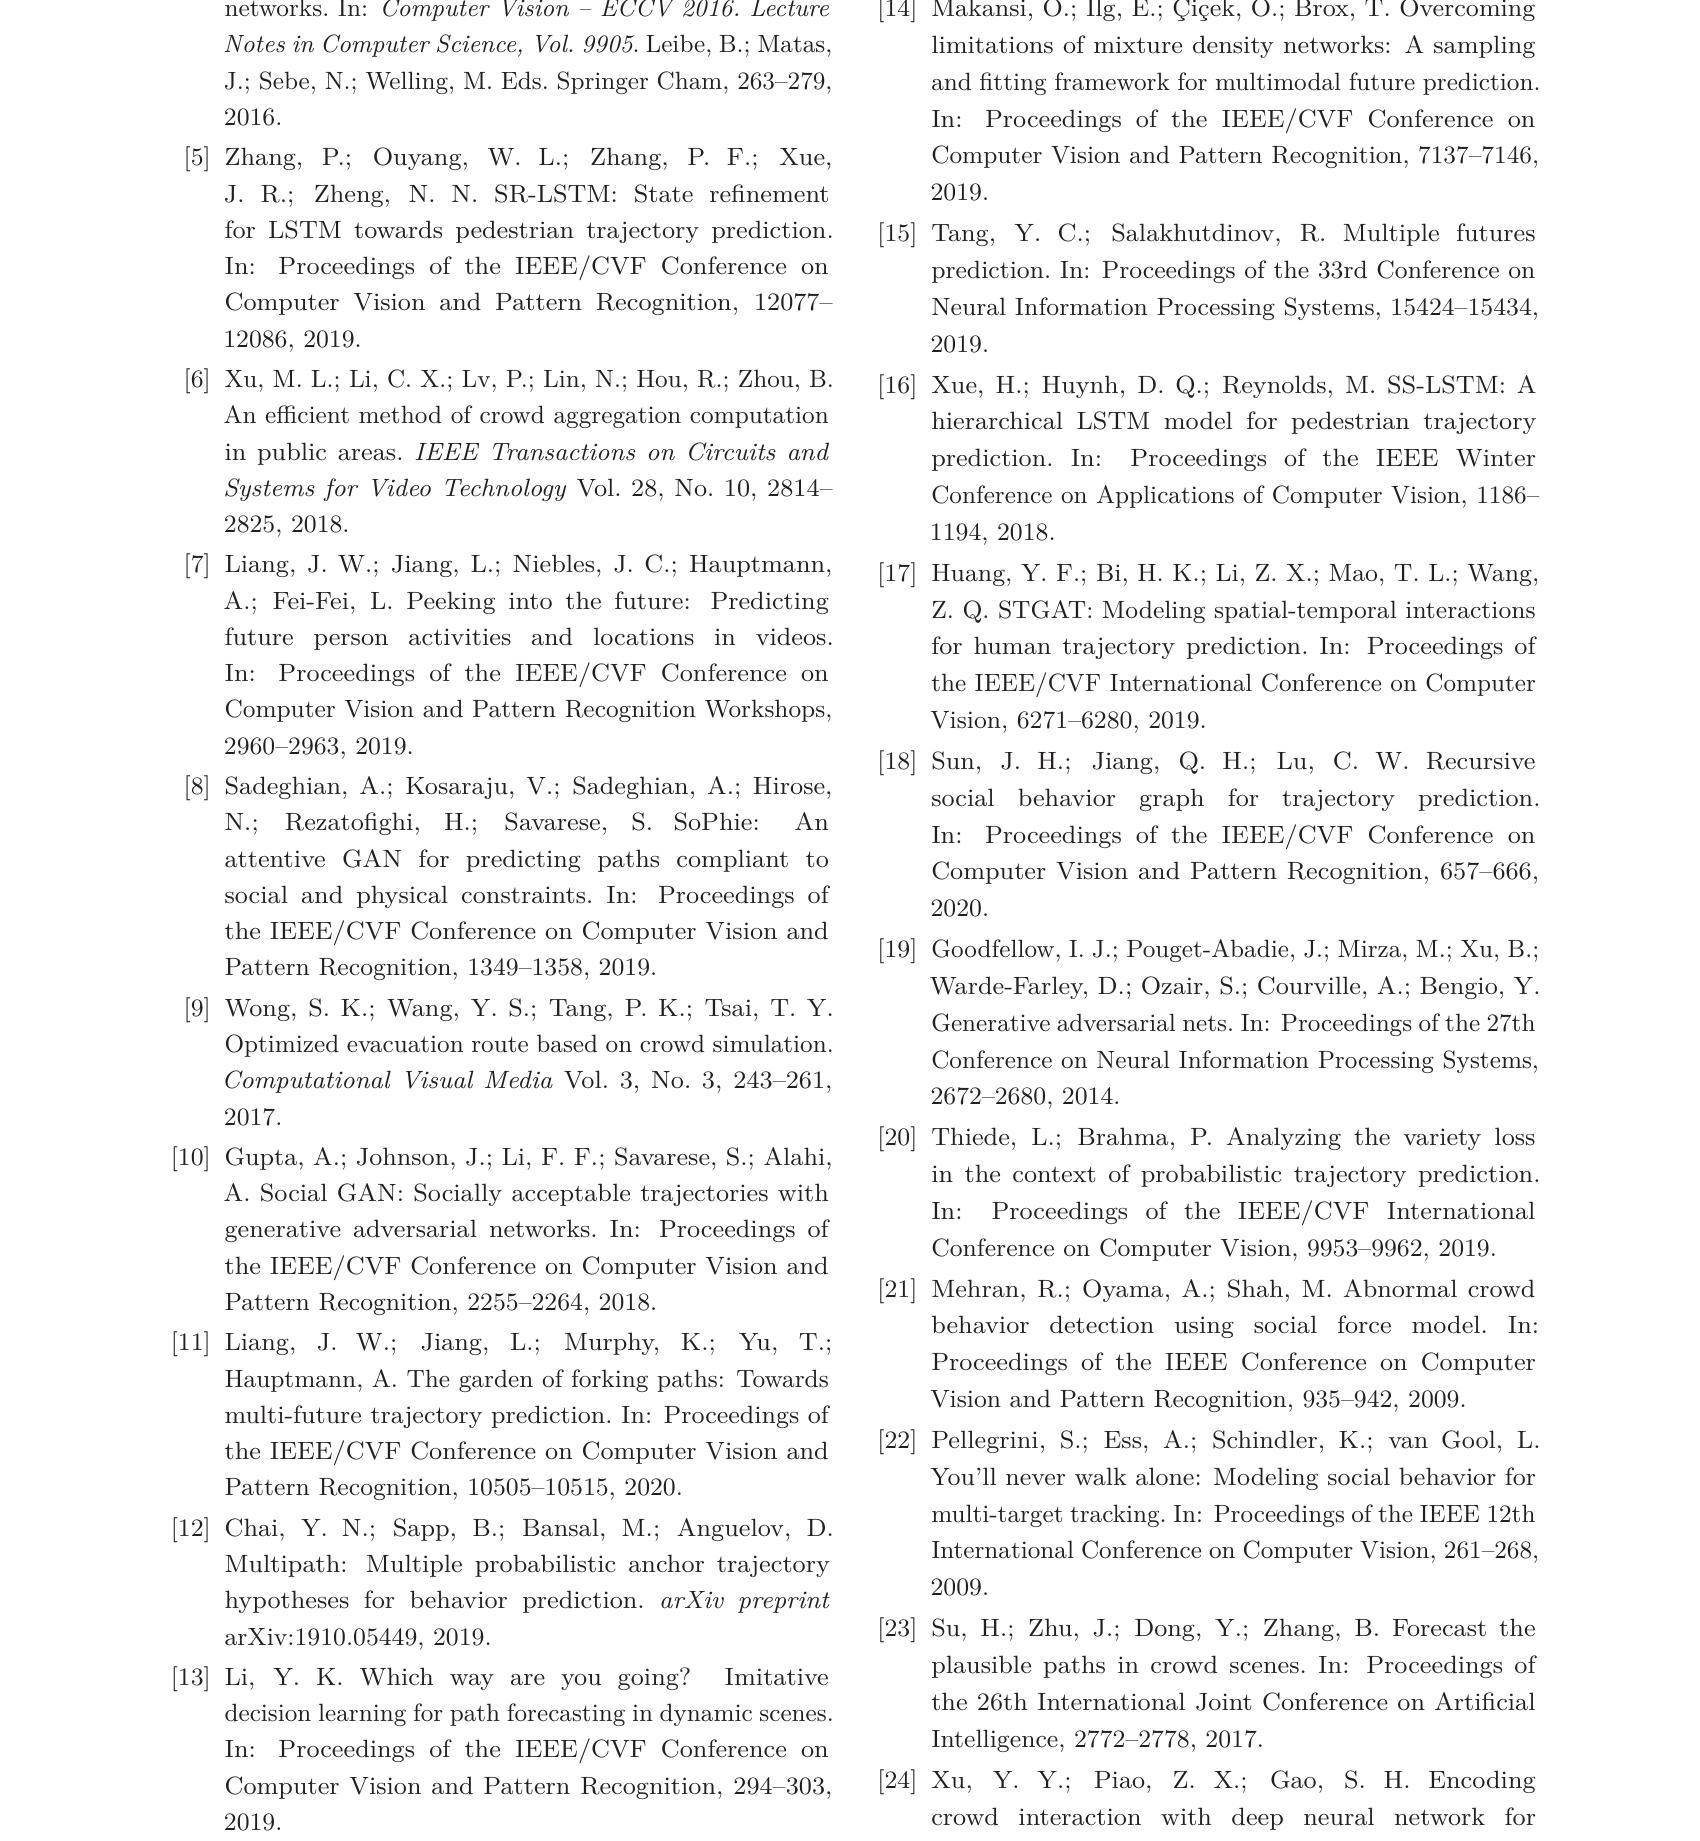 networks. In: Computer Vision – ECCV 2016. Lecture
Notes in Computer Science, Vol. 9905. Leibe, B.; Matas,
J.; Sebe, N.; Welling, M. Eds. Springer Cham, 263–279,
2016.
[5] Zhang, P.; Ouyang, W. L.; Zhang, P. F.; Xue,
J. R.; Zheng, N. N. SR-LSTM: State refinement
for LSTM towards pedestrian trajectory prediction.
In: Proceedings of the IEEE/CVF Conference on
Computer Vision and Pattern Recognition, 12077–
12086, 2019.
[6] Xu, M. L.; Li, C. X.; Lv, P.; Lin, N.; Hou, R.; Zhou, B.
An efficient method of crowd aggregation computation
in public areas. IEEE Transactions on Circuits and
Systems for Video Technology Vol. 28, No. 10, 2814–
2825, 2018.
[7] Liang, J. W.; Jiang, L.; Niebles, J. C.; Hauptmann,
A.; Fei-Fei, L. Peeking into the future: Predicting
future person activities and locations in videos.
In: Proceedings of the IEEE/CVF Conference on
Computer Vision and Pattern Recognition Workshops,
2960–2963, 2019.
[8] Sadeghian, A.; Kosaraju, V.; Sadeghian, A.; Hirose,
N.; Rezatofighi, H.; Savarese, S. SoPhie: An
attentive GAN for predicting paths compliant to
social and physical constraints. In: Proceedings of
the IEEE/CVF Conference on Computer Vision and
Pattern Recognition, 1349–1358, 2019.
[9] Wong, S. K.; Wang, Y. S.; Tang, P. K.; Tsai, T. Y.
Optimized evacuation route based on crowd simulation.
Computational Visual Media Vol. 3, No. 3, 243–261,
2017.
[10] Gupta, A.; Johnson, J.; Li, F. F.; Savarese, S.; Alahi,
A. Social GAN: Socially acceptable trajectories with
generative adversarial networks. In: Proceedings of
the IEEE/CVF Conference on Computer Vision and
Pattern Recognition, 2255–2264, 2018.
[11] Liang, J. W.; Jiang, L.; Murphy, K.; Yu, T.;
Hauptmann, A. The garden of forking paths: Towards
multi-future trajectory prediction. In: Proceedings of
the IEEE/CVF Conference on Computer Vision and
Pattern Recognition, 10505–10515, 2020.
[12] Chai, Y. N.; Sapp, B.; Bansal, M.; Anguelov, D.
Multipath: Multiple probabilistic anchor trajectory
hypotheses for behavior prediction. arXiv preprint
arXiv:1910.05449, 2019.
[13] Li, Y. K. Which way are you going? Imitative
decision learning for path forecasting in dynamic scenes.
In: Proceedings of the IEEE/CVF Conference on
Computer Vision and Pattern Recognition, 294–303,
2019.
[14] Makansi, O.; Ilg, E.; Çiçek, Ö.; Brox, T. Overcoming
limitations of mixture density networks: A sampling
and fitting framework for multimodal future prediction.
In: Proceedings of the IEEE/CVF Conference on
Computer Vision and Pattern Recognition, 7137–7146,
2019.
[15] Tang, Y. C.; Salakhutdinov, R. Multiple futures
prediction. In: Proceedings of the 33rd Conference on
Neural Information Processing Systems, 15424–15434,
2019.
[16] Xue, H.; Huynh, D. Q.; Reynolds, M. SS-LSTM: A
hierarchical LSTM model for pedestrian trajectory
prediction. In: Proceedings of the IEEE Winter
Conference on Applications of Computer Vision, 1186–
1194, 2018.
[17] Huang, Y. F.; Bi, H. K.; Li, Z. X.; Mao, T. L.; Wang,
Z. Q. STGAT: Modeling spatial-temporal interactions
for human trajectory prediction. In: Proceedings of
the IEEE/CVF International Conference on Computer
Vision, 6271–6280, 2019.
[18] Sun, J. H.; Jiang, Q. H.; Lu, C. W. Recursive
social behavior graph for trajectory prediction.
In: Proceedings of the IEEE/CVF Conference on
Computer Vision and Pattern Recognition, 657–666,
2020.
[19] Goodfellow, I. J.; Pouget-Abadie, J.; Mirza, M.; Xu, B.;
Warde-Farley, D.; Ozair, S.; Courville, A.; Bengio, Y.
Generative adversarial nets. In: Proceedings of the 27th
Conference on Neural Information Processing Systems,
2672–2680, 2014.
[20] Thiede, L.; Brahma, P. Analyzing the variety loss
in the context of probabilistic trajectory prediction.
In: Proceedings of the IEEE/CVF International
Conference on Computer Vision, 9953–9962, 2019.
[21] Mehran, R.; Oyama, A.; Shah, M. Abnormal crowd
behavior detection using social force model. In:
Proceedings of the IEEE Conference on Computer
Vision and Pattern Recognition, 935–942, 2009.
[22] Pellegrini, S.; Ess, A.; Schindler, K.; van Gool, L.
You'll never walk alone: Modeling social behavior for
multi-target tracking. In: Proceedings of the IEEE 12th
International Conference on Computer Vision, 261–268,
2009.
[23] Su, H.; Zhu, J.; Dong, Y.; Zhang, B. Forecast the
plausible paths in crowd scenes. In: Proceedings of
the 26th International Joint Conference on Artificial
Intelligence, 2772–2778, 2017.
[24] Xu, Y. Y.; Piao, Z. X.; Gao, S. H. Encoding
crowd interaction with deep neural network for